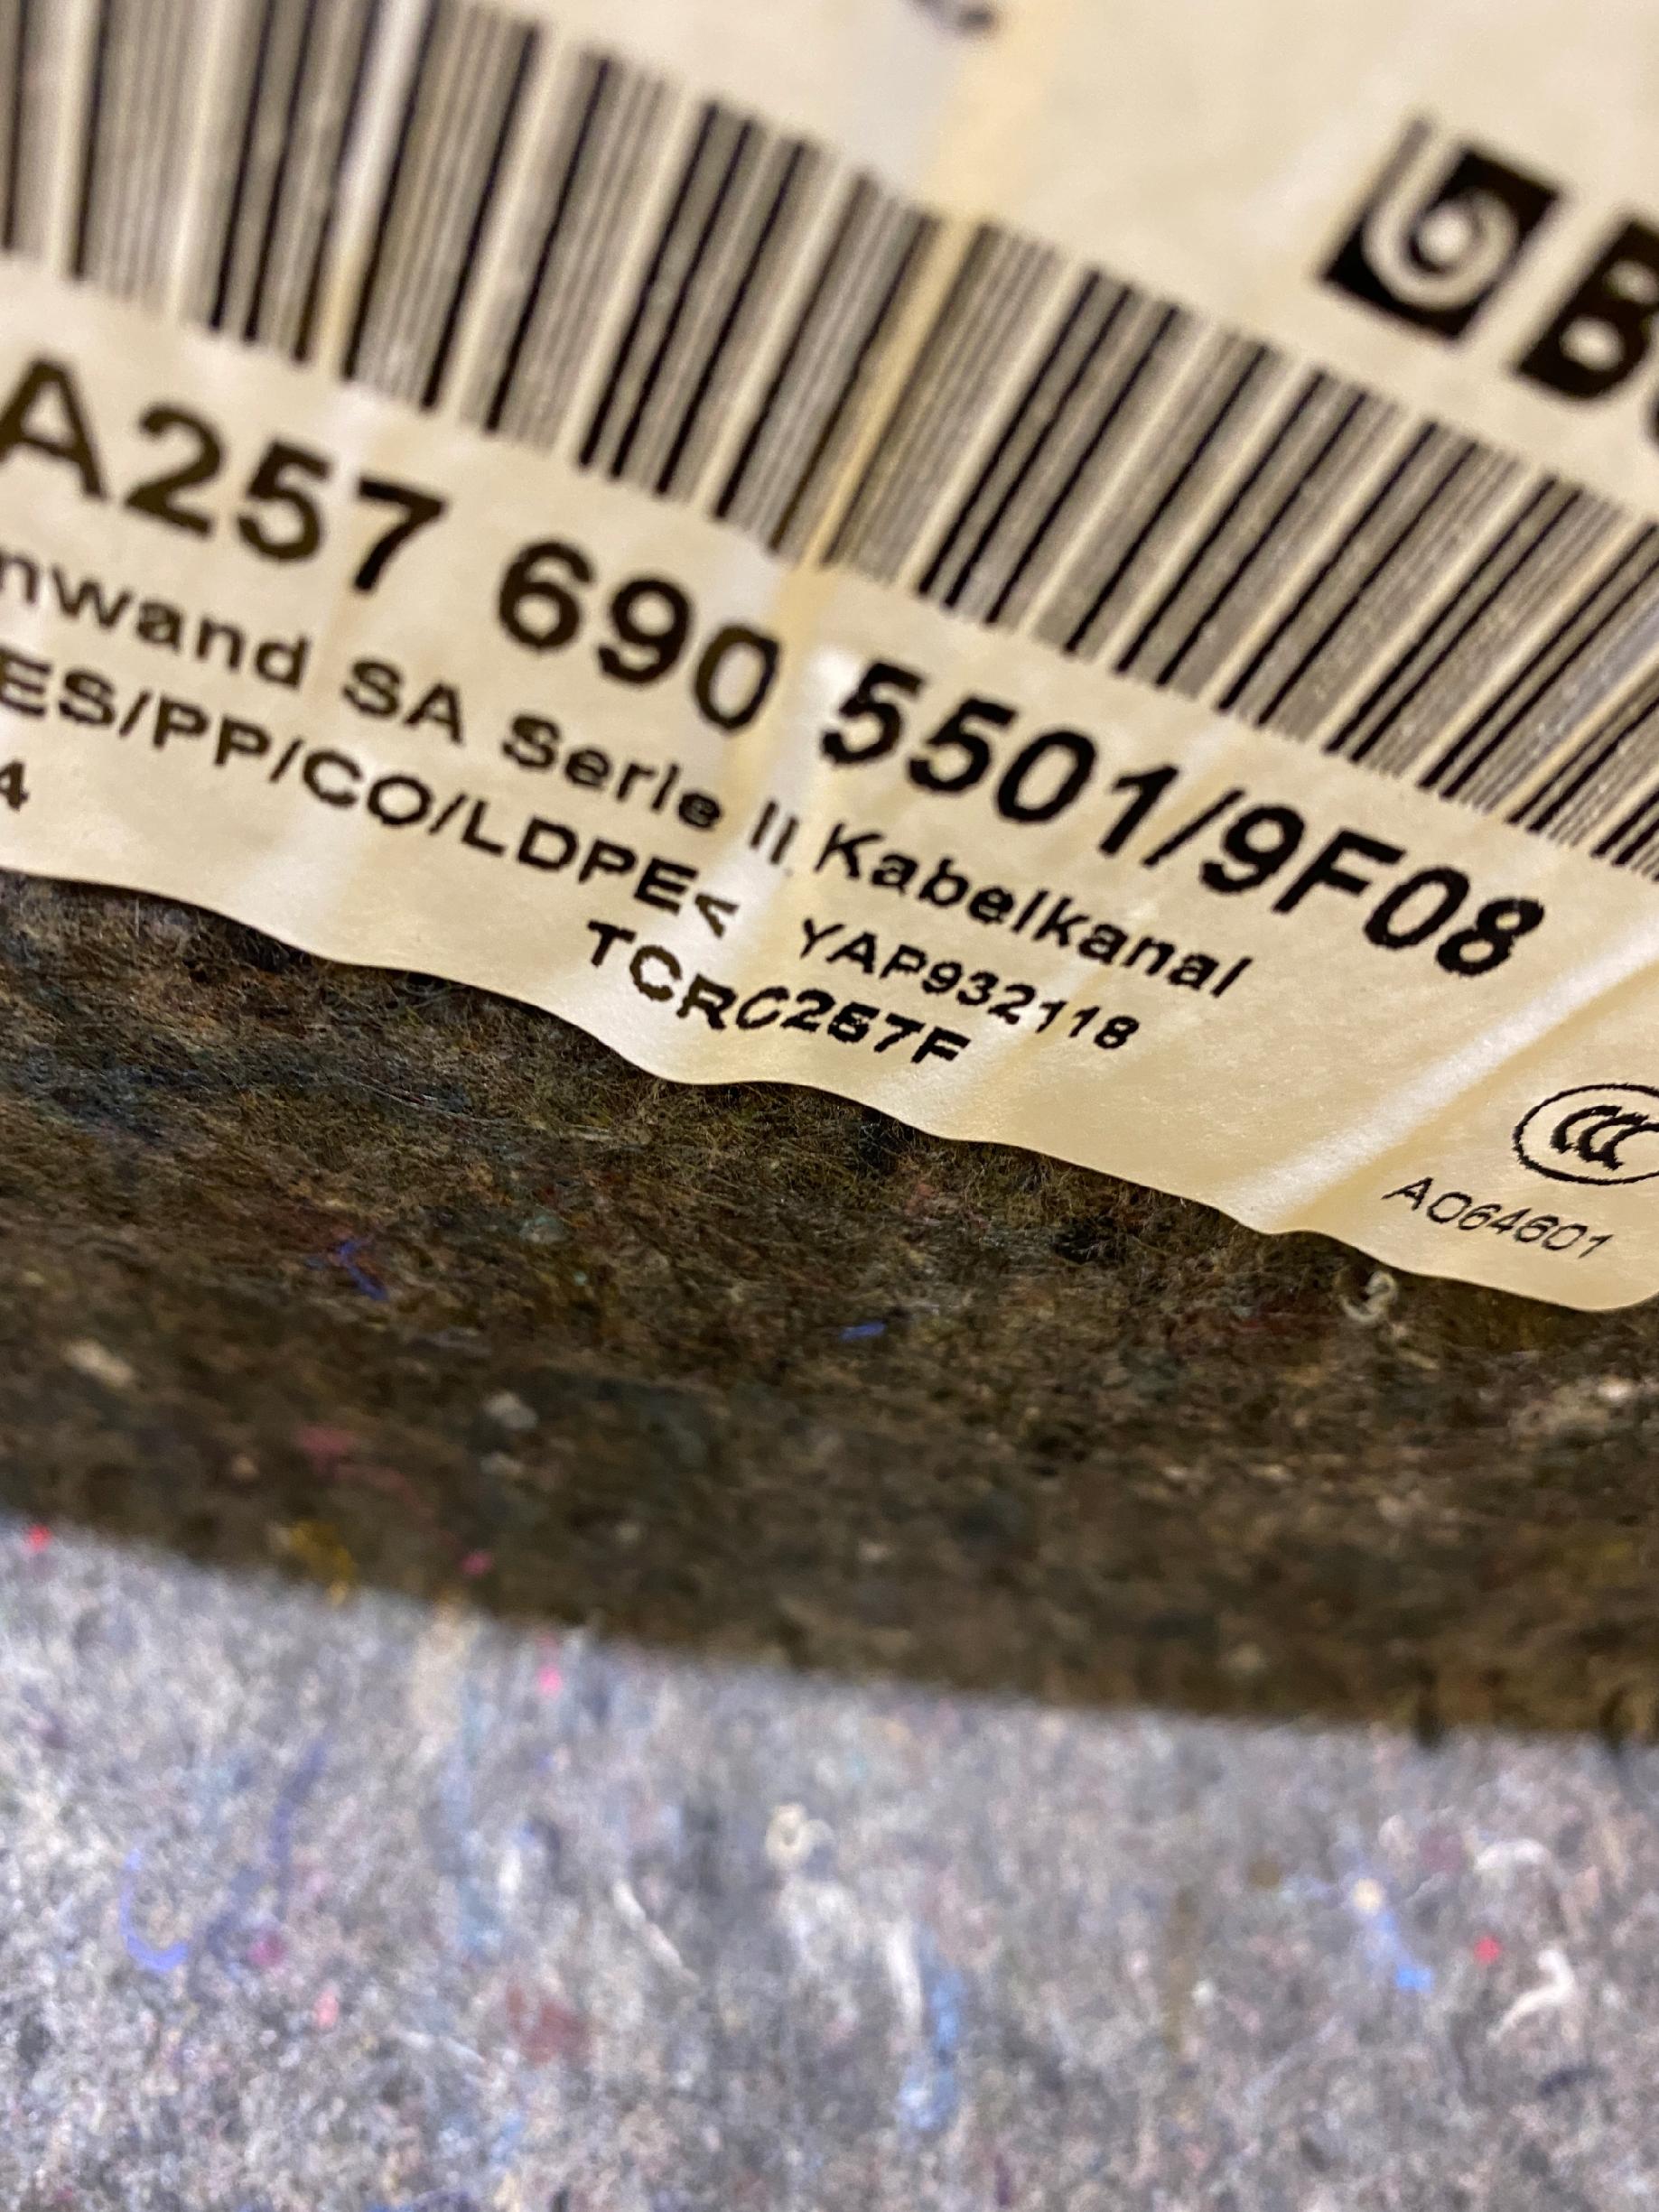 A257 690 5501/9F08
nwand SA Serie II Kabelkanal
ES/PP/CO/LDPE< YAP932118
4 TCRC257F
A064601